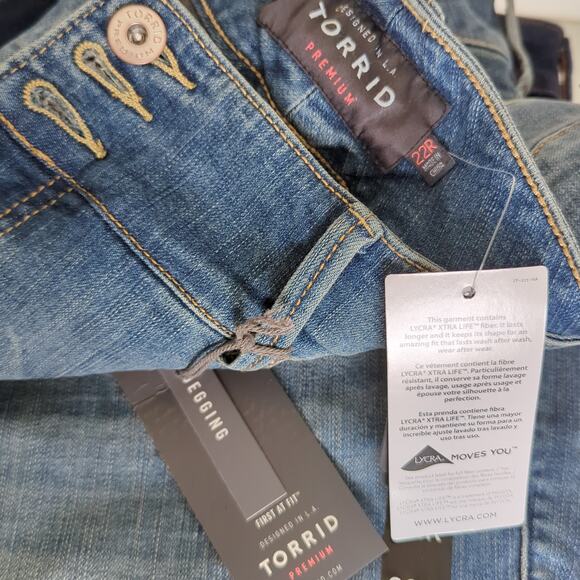 TORRID
PREMIUM
DESIGNED IN L.A.
TORRID
PREMIUM
22R
MADE IN
This garment contains
LYCRA® XTRA LIFE™ fiber. It lasts
longer and it keeps its shape for an
amazing fit that lasts wash after wash,
wear after wear.
Ce vêtement contient la fibre
LYCRA® XTRA LIFE™. Particulièrement
résistant, il conserve sa forme lavage
après lavage, usage après usage et
épouse votre silhouette à la
perfection.
Esta prenda contiene fibra
LYCRA® XTRA LIFE™. Tiene una mayor
duración y mantiene su forma para un
increíble ajuste lavado tras lavado y
uso tras uso.
LYCRA® MOVES YOU™
WWW.LYCRA.COM
JEGGING
FIRST AT FIT®
DESIGNED IN L.A.
TORRID
PREMIUM